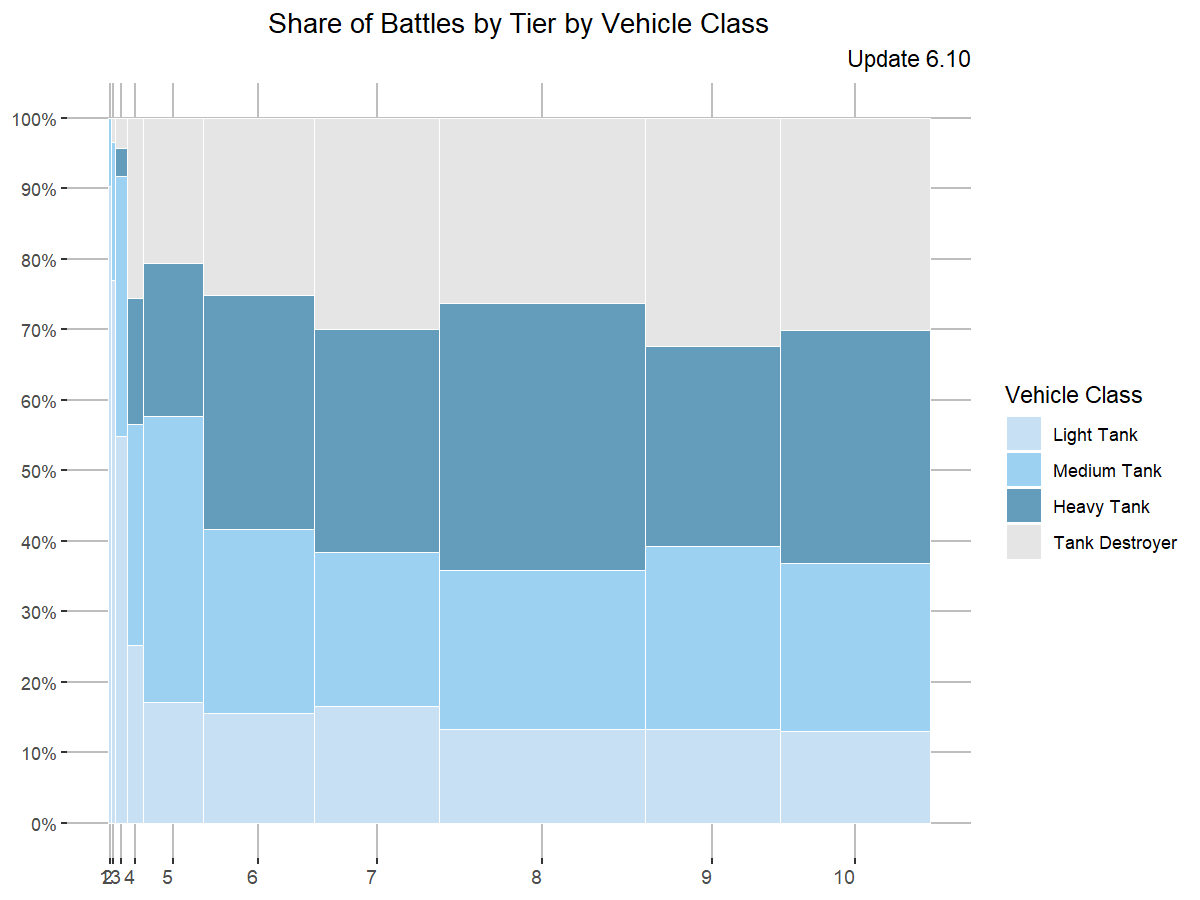 Share of Battles by Tier by Vehicle Class
Update 6.10
100%
90%
80%
70%
60%
50%
40%
30%
20%
10%
0%
1 2 3 4 5 6 7 8 9 10
Vehicle Class
Light Tank
Medium Tank
Heavy Tank
Tank Destroyer